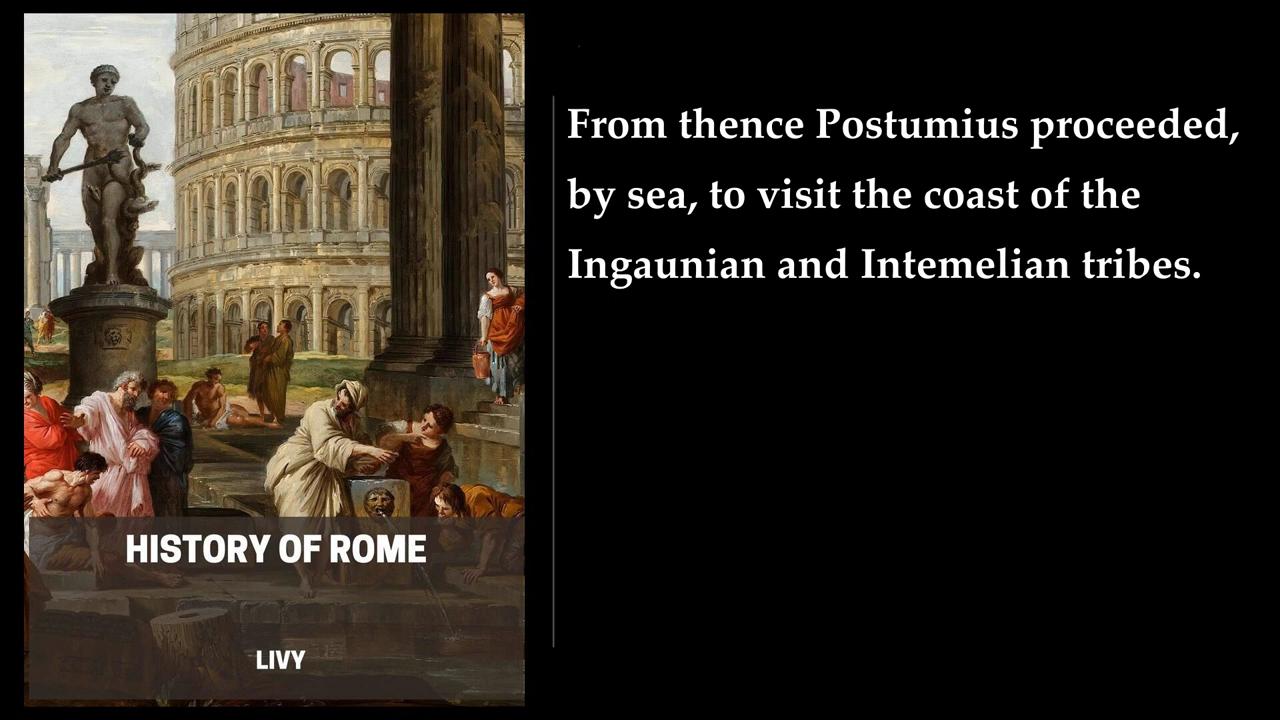 From thence Postumius proceeded,
by sea, to visit the coast of the
Ingaunian and Intemelian tribes.
HISTORY OF ROME
LIVY